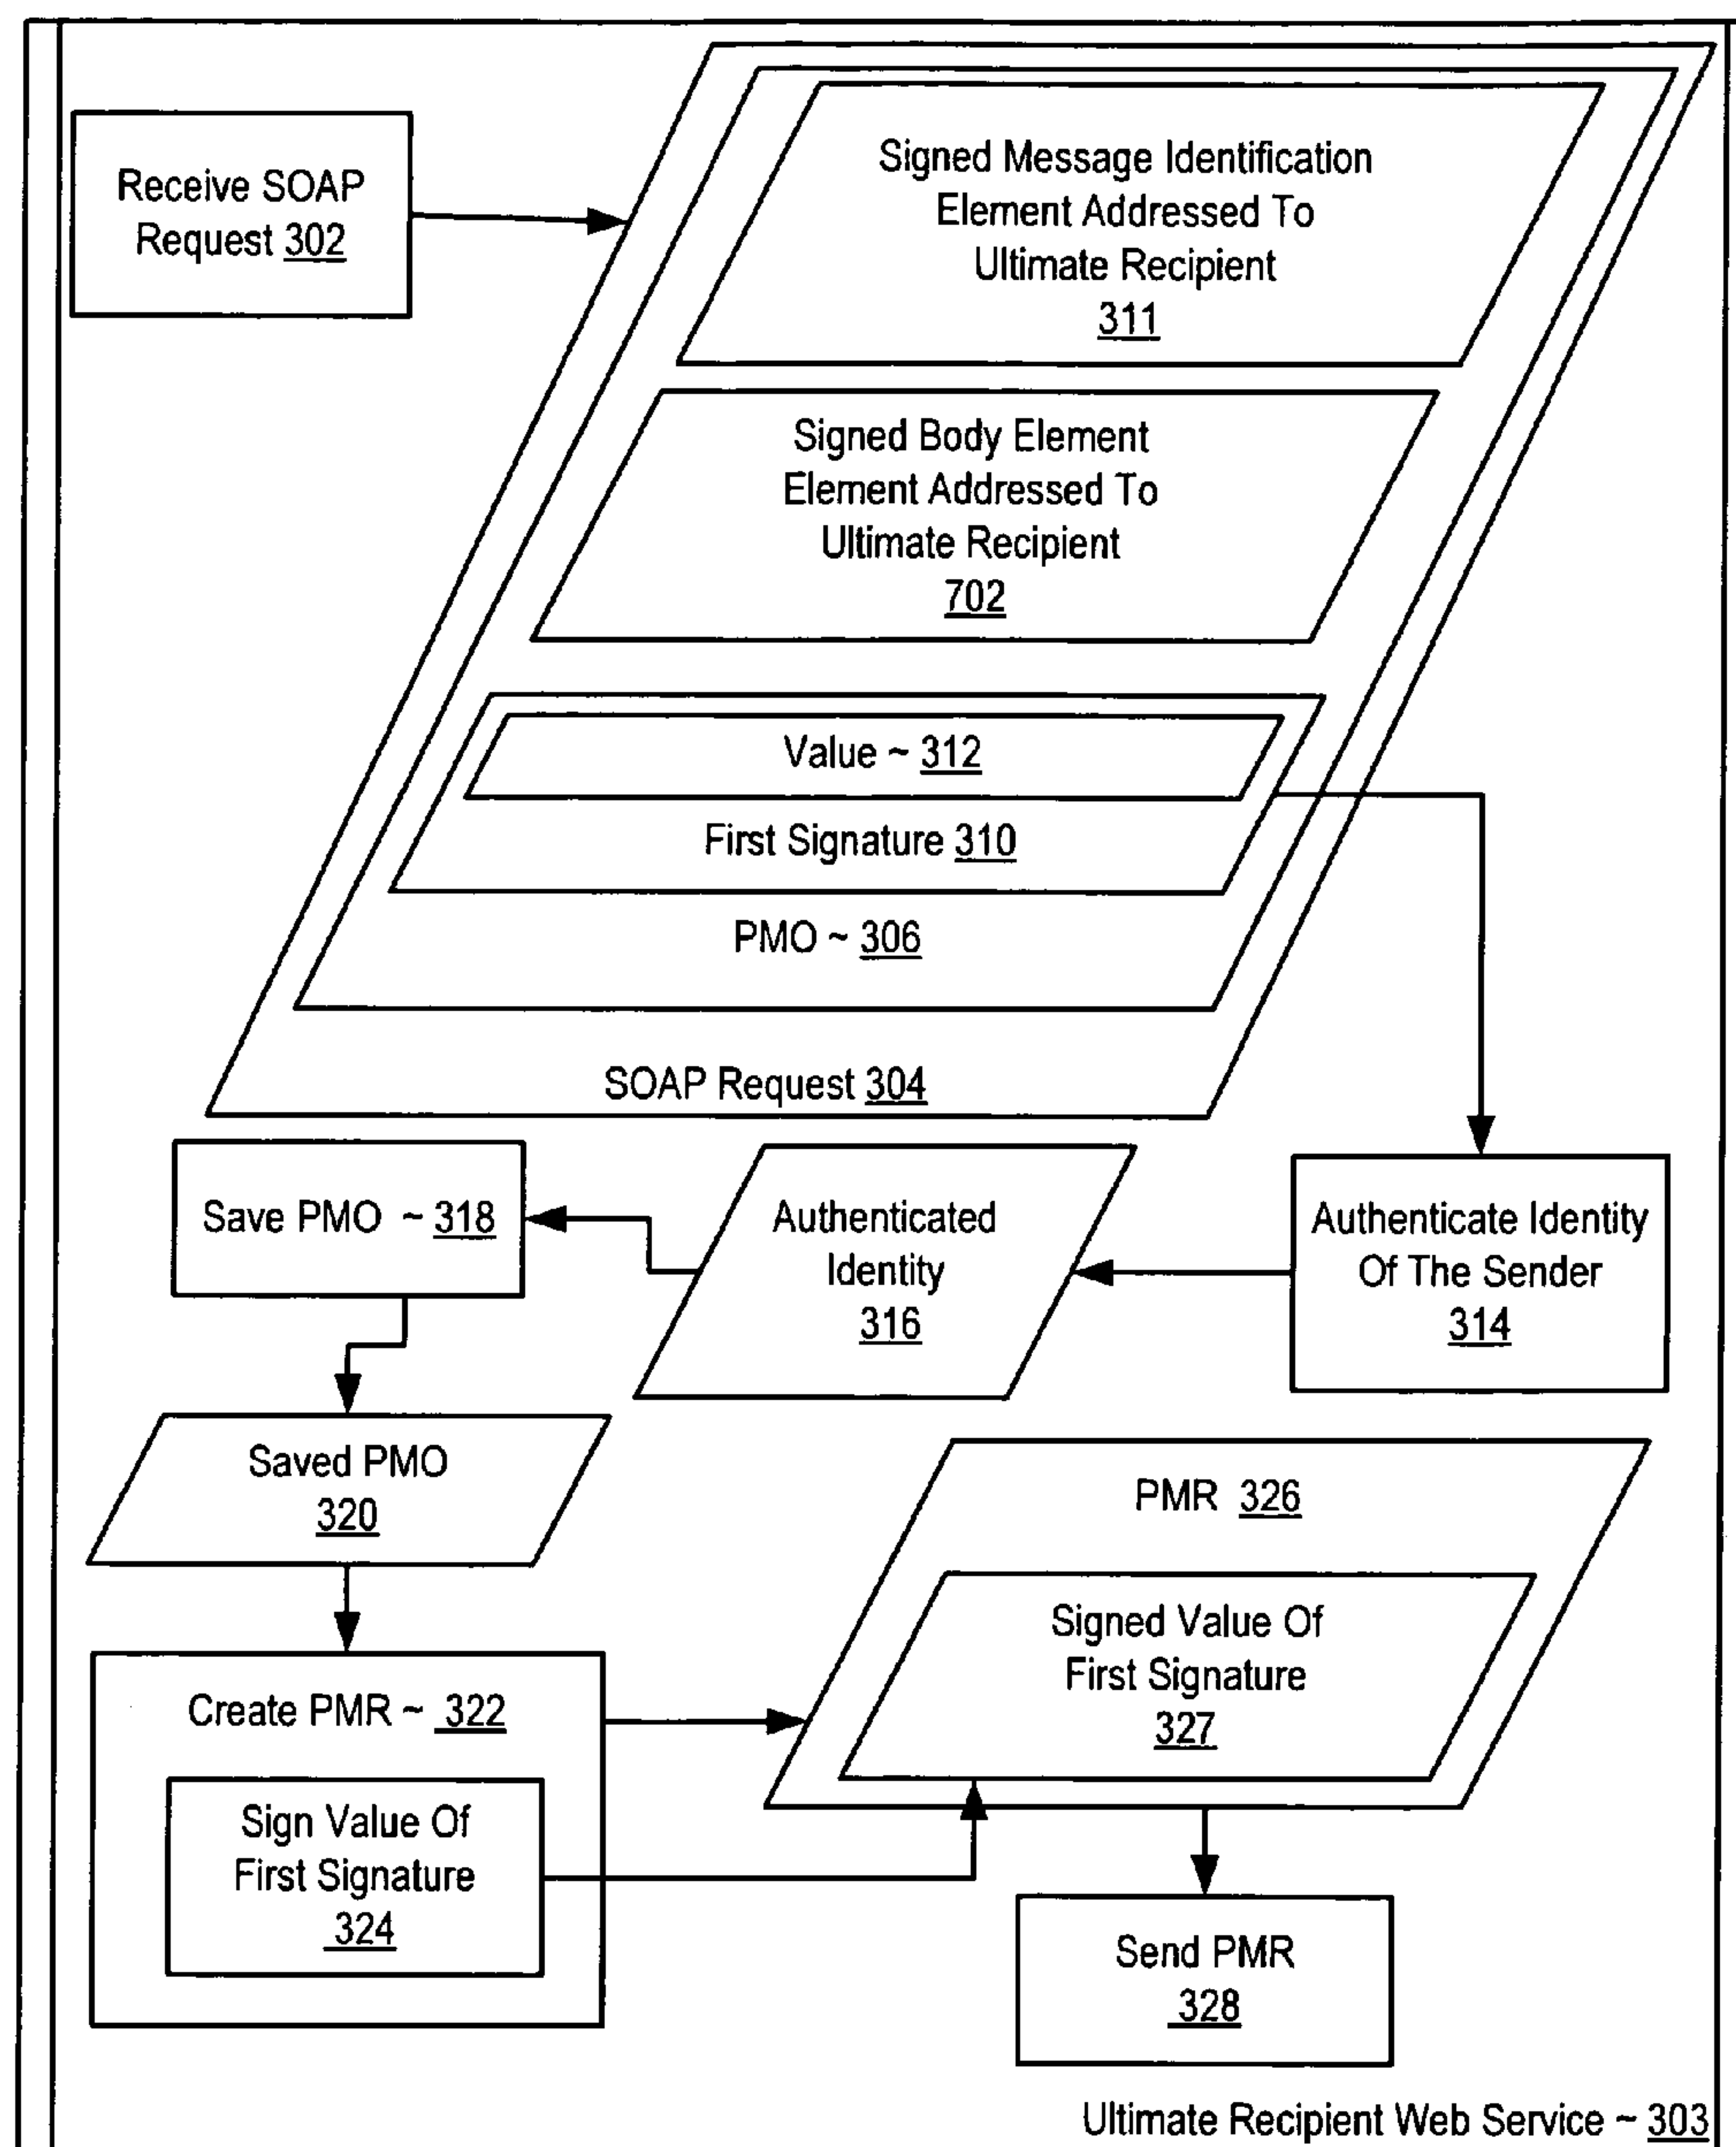 Receive SOAP
Request 302
Signed Message Identification
Element Addressed To
Ultimate Recipient
311
Signed Body Element
Element Addressed To
Ultimate Recipient
702
Value ~ 312
First Signature 310
PMO ~ 306
SOAP Request 304
Save PMO ~ 318
Authenticated
Identity
316
Authenticate Identity
Of The Sender
314
Saved PMO
320
PMR 326
Signed Value Of
First Signature
327
Create PMR ~ 322
Sign Value Of
First Signature
324
Send PMR
328
Ultimate Recipient Web Service ~ 303